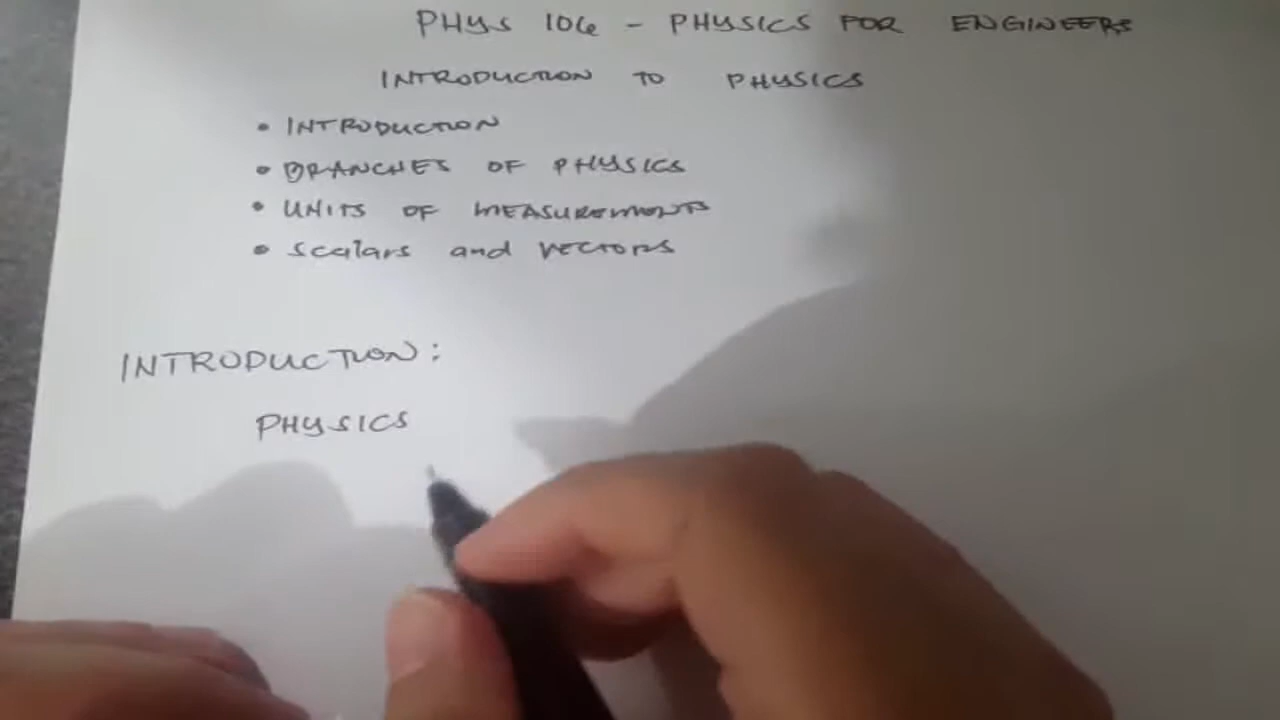 PHYS 106 - PHYSICS FOR ENGINEERS
INTRODUCTION TO PHYSICS
• INTRODUCTION
• BRANCHES OF PHYSICS
• UNITS OF MEASUREMENTS
• Scalars and VECTORS
INTRODUCTION:
PHYSICS